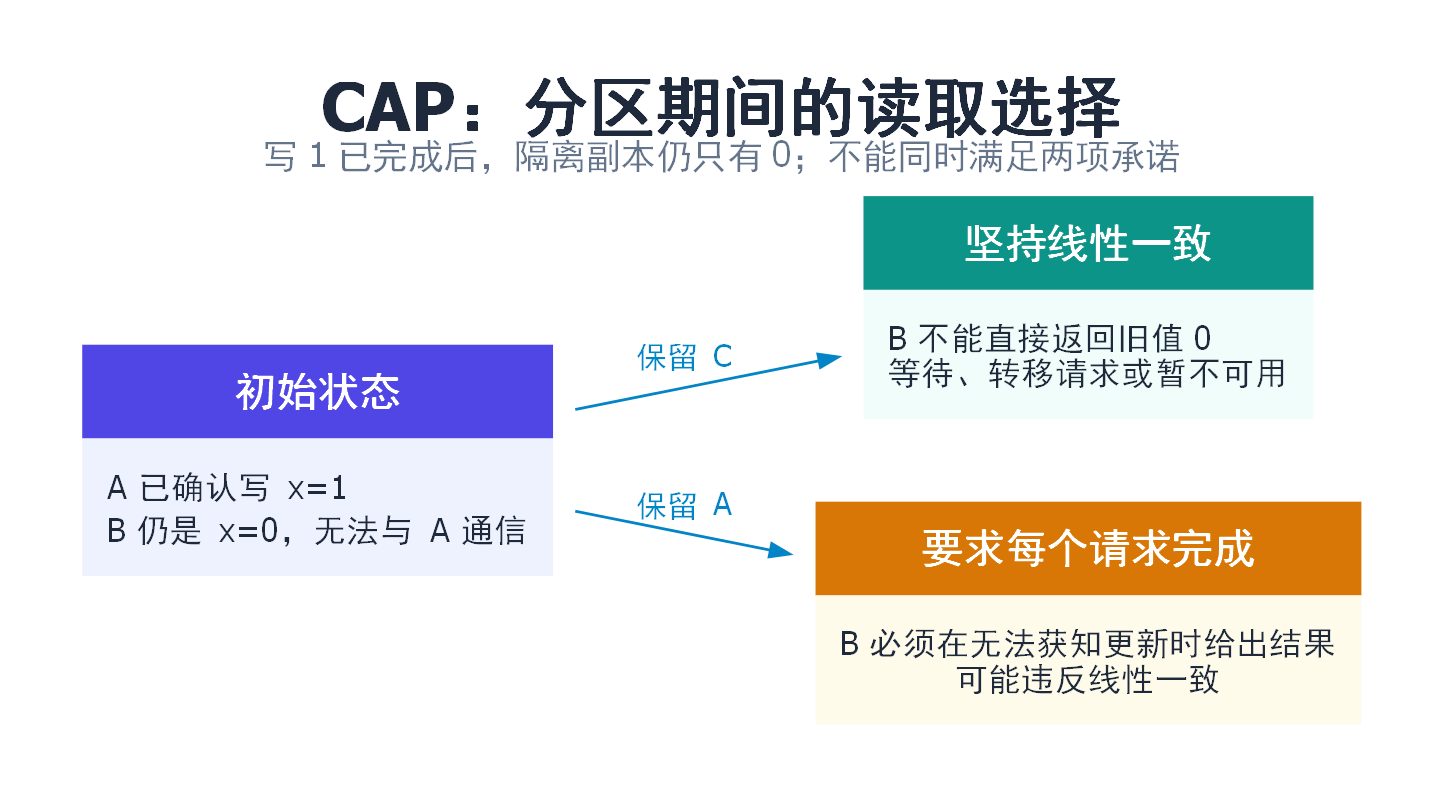 CAP：分区期间的读取选择
写 1 已完成后，隔离副本仍只有 0；不能同时满足两项承诺
初始状态
A 已确认写 x=1
B 仍是 x=0，无法与 A 通信
保留 C
坚持线性一致
B 不能直接返回旧值 0
等待、转移请求或暂不可用
保留 A
要求每个请求完成
B 必须在无法获知更新时给出结果
可能违反线性一致